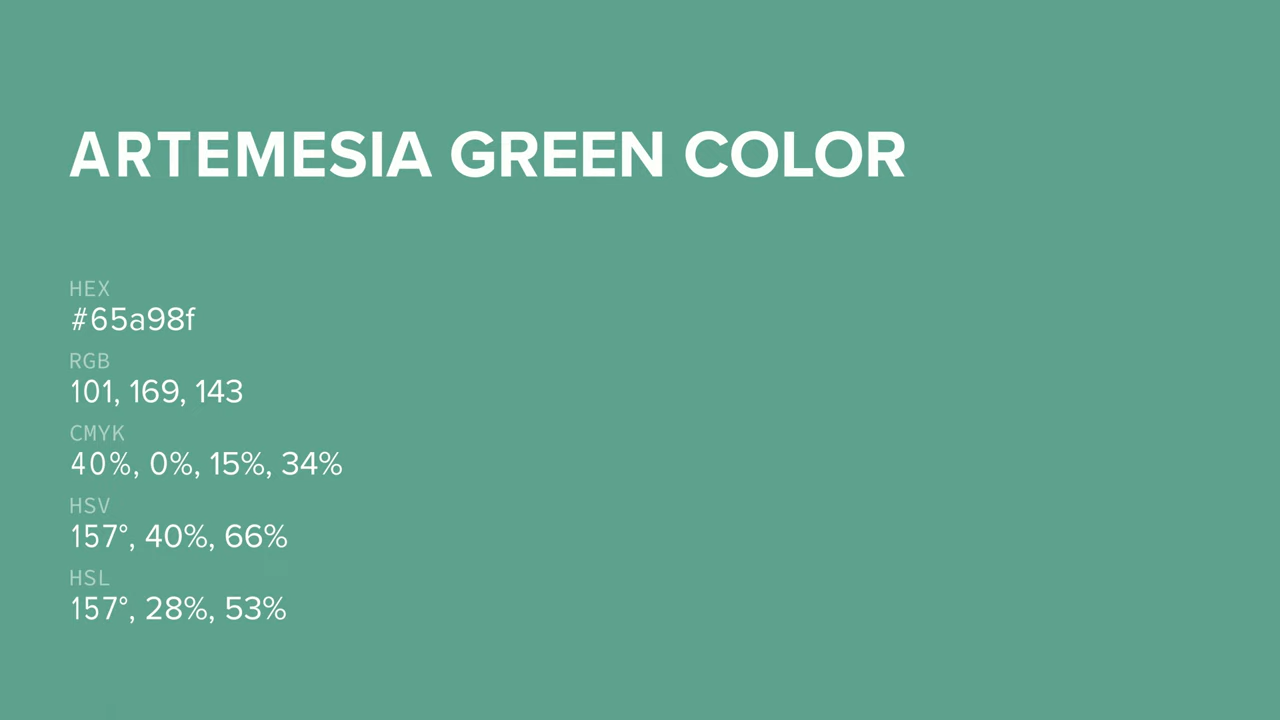 ARTEMESIA GREEN COLOR
HEX
#65a98f
RGB
101, 169, 143
CMYK
40%, 0%, 15%, 34%
HSV
157°, 40%, 66%
HSL
157°, 28%, 53%